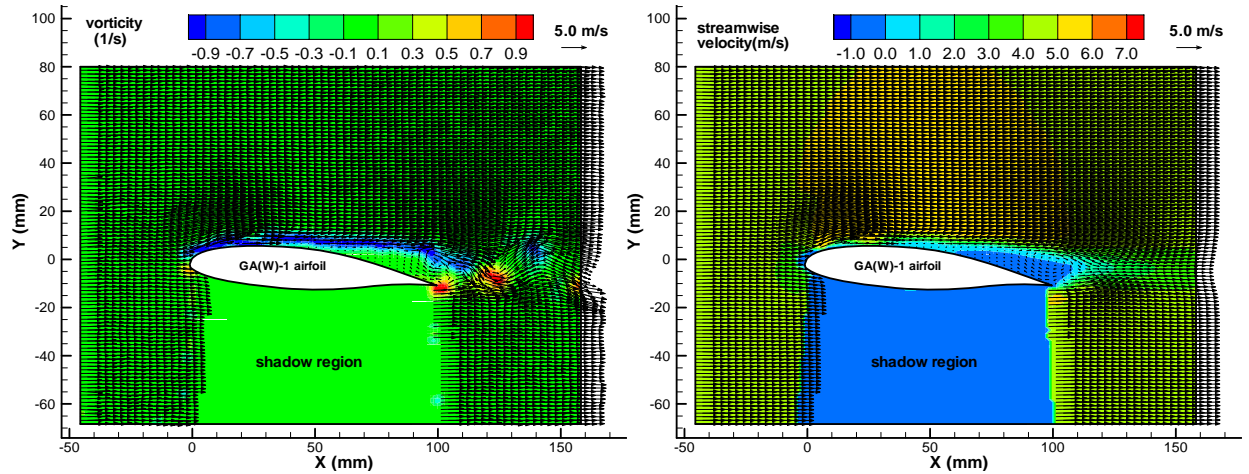 vorticity
(1/s)
-0.9 -0.7 -0.5 -0.3 -0.1 0.1 0.3 0.5 0.7 0.9
5.0 m/s
100
80
60
40
20
0
-20
-40
-60
Y (mm)
GA(W)-1 airfoil
shadow region
-50 0 50 100 150
X (mm)
streamwise
velocity(m/s)
-1.0 0.0 1.0 2.0 3.0 4.0 5.0 6.0 7.0
5.0 m/s
100
80
60
40
20
0
-20
-40
-60
Y (mm)
GA(W)-1 airfoil
shadow region
-50 0 50 100 150
X (mm)